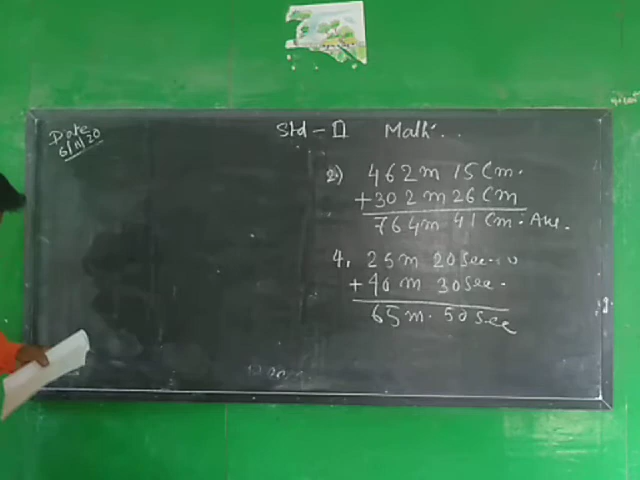 Date
6/11/20
Std - II Math..
2) 462m 15Cm.
+302m 26Cm
764m 41Cm. Ans.
4. 25m 20sec.
+40m 30sec.
65m. 50sec